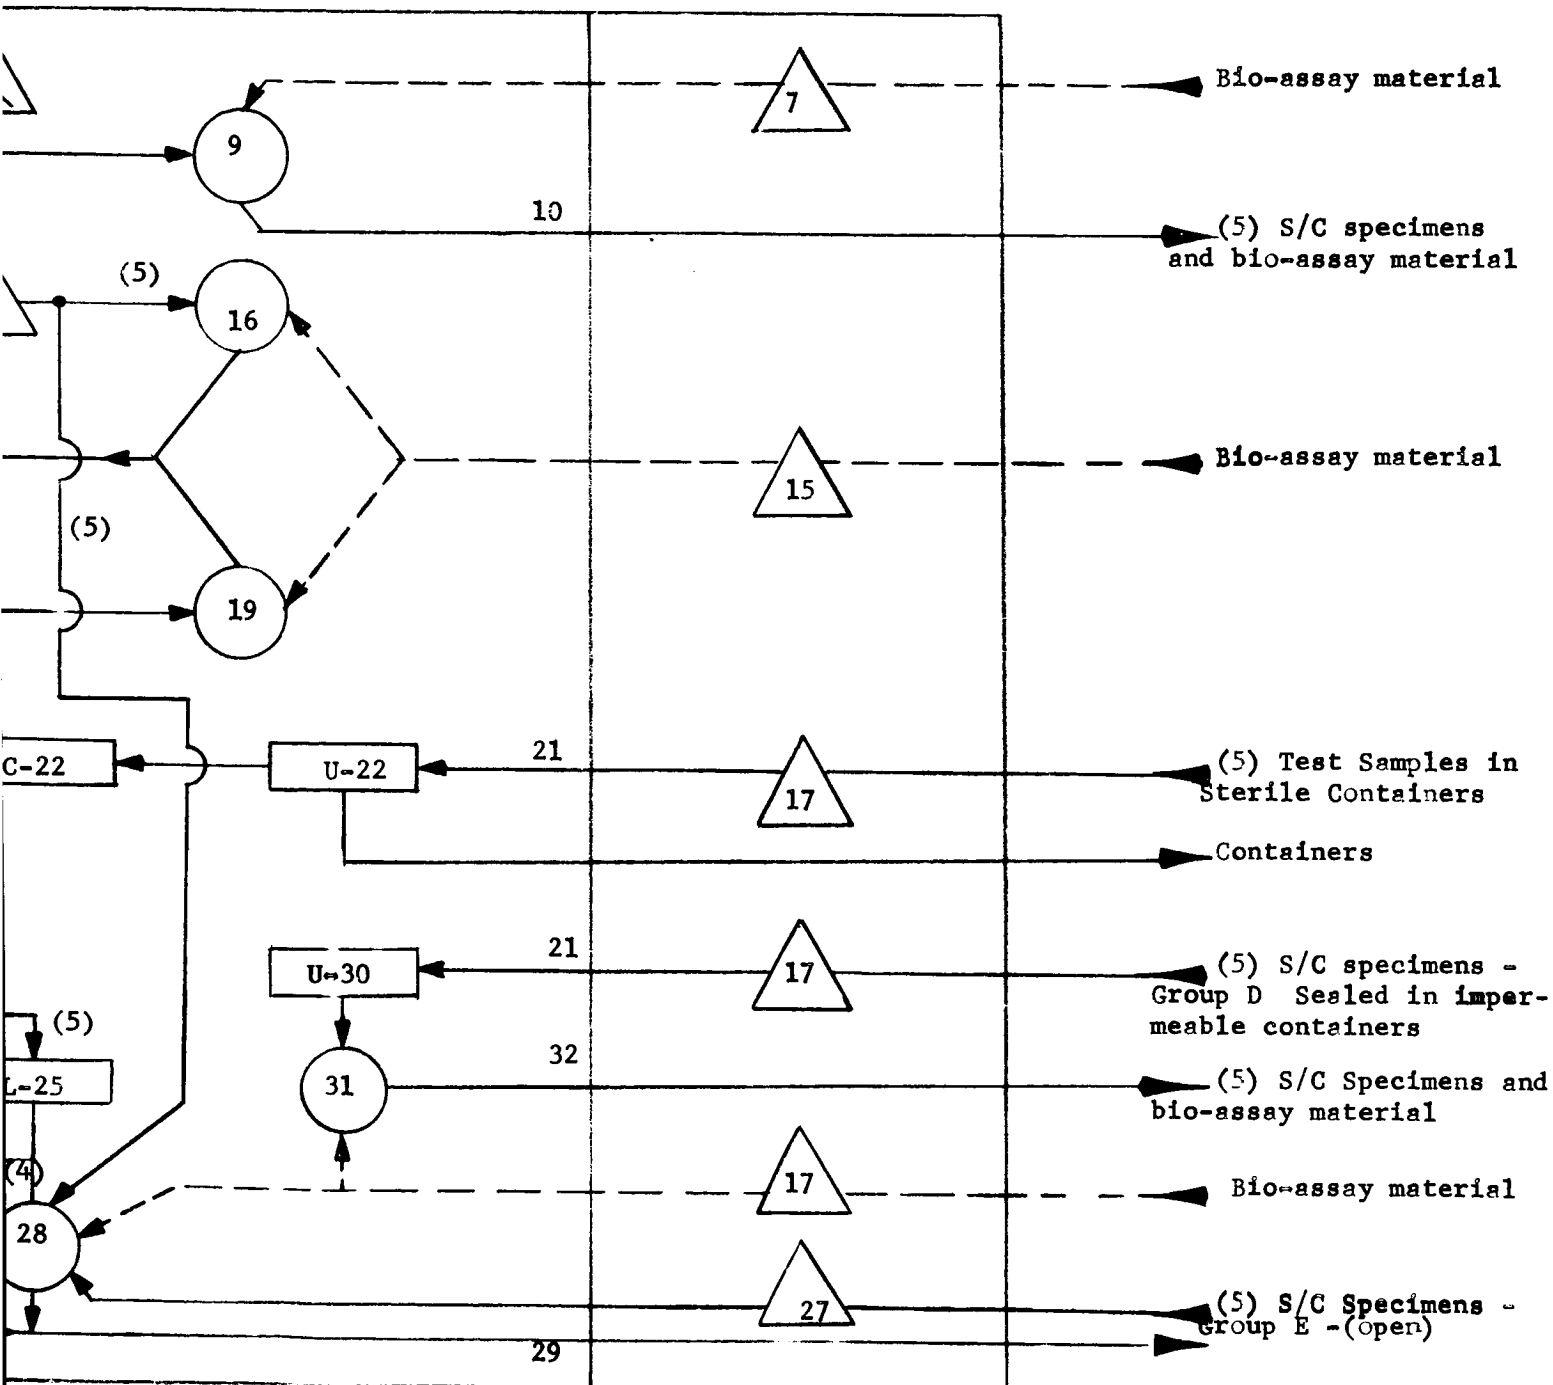 7
Bio-assay material
9
10
(5) S/C specimens
and bio-assay material
(5)
16
15
Bio-assay material
(5)
19
21
(5) Test Samples in
Sterile Containers
C-22
U-22
17
Containers
21
(5) S/C specimens -
U-30
17
Group D Sealed in imper-
meable containers
(5)
32
L-25
31
(5) S/C Specimens and
bio-assay material
(4)
17
Bio-assay material
28
27
(5) S/C Specimens -
Group E -(open)
29